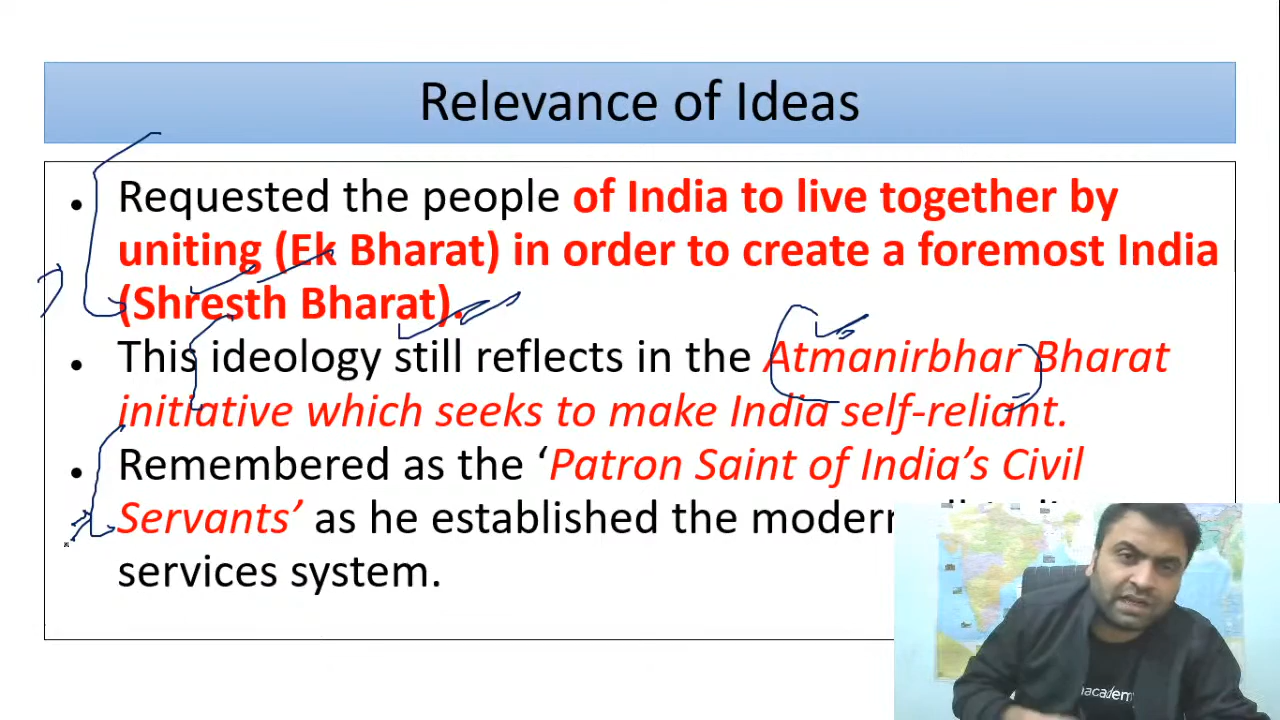 Relevance of Ideas
• Requested the people of India to live together by
uniting (Ek Bharat) in order to create a foremost India
(Shresth Bharat).
• This ideology still reflects in the Atmanirbhar Bharat
initiative which seeks to make India self-reliant.
• Remembered as the ‘Patron Saint of India’s Civil
Servants’ as he established the modern
services system.